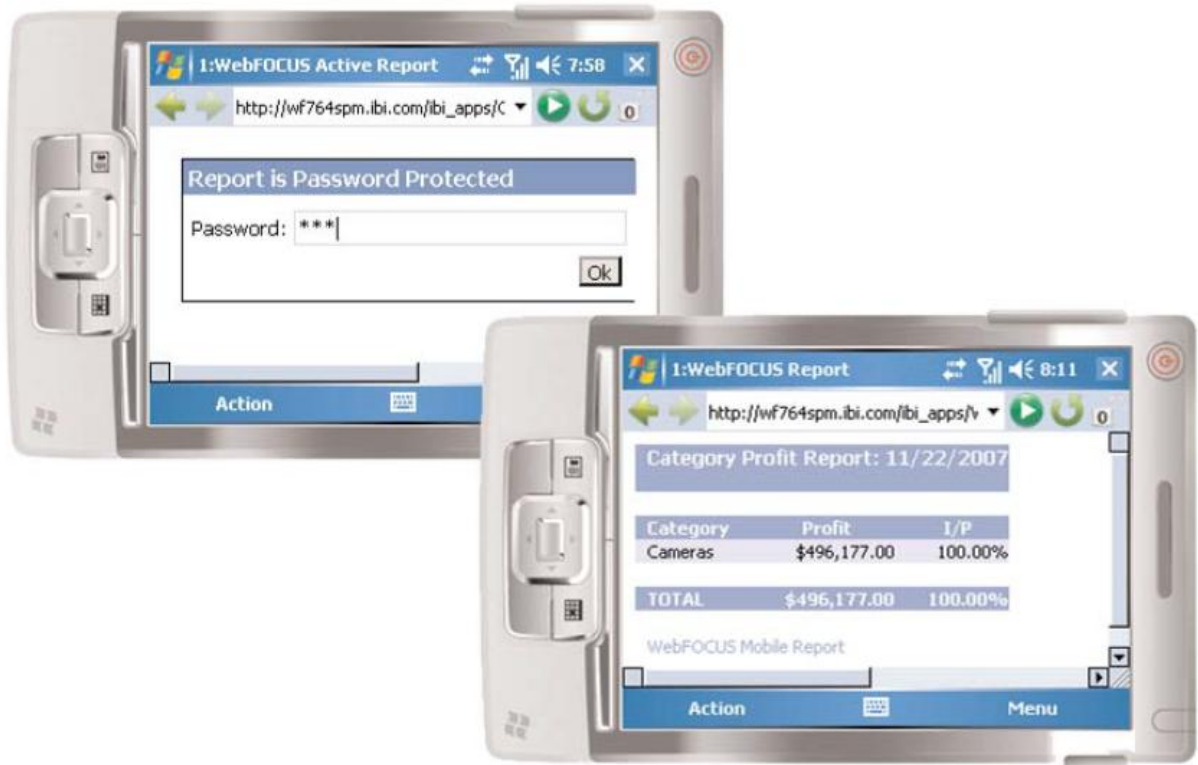 1:WebFOCUS Active Report 7:58
http://wf764spm.ibi.com/ibi_apps/C
0
Report is Password Protected
Password: ***
Ok
Action
1:WebFOCUS Report 8:11
http://wf764spm.ibi.com/ibi_apps/
0
Category Profit Report: 11/22/2007
Category Profit I/P
Cameras $496,177.00 100.00%
TOTAL $496,177.00 100.00%
WebFOCUS Mobile Report
Action Menu